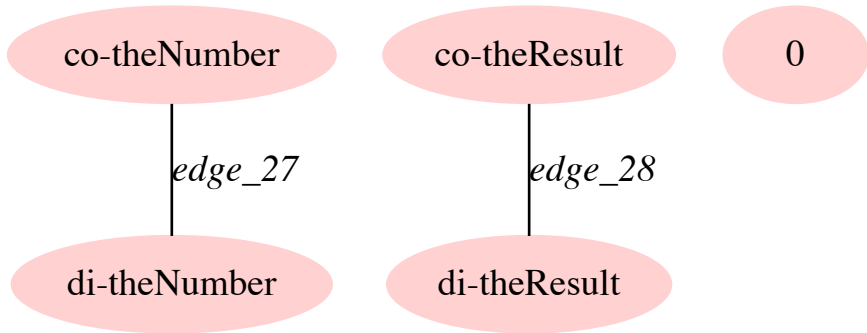 co-theNumber co-theResult 0
edge_27 edge_28
di-theNumber di-theResult